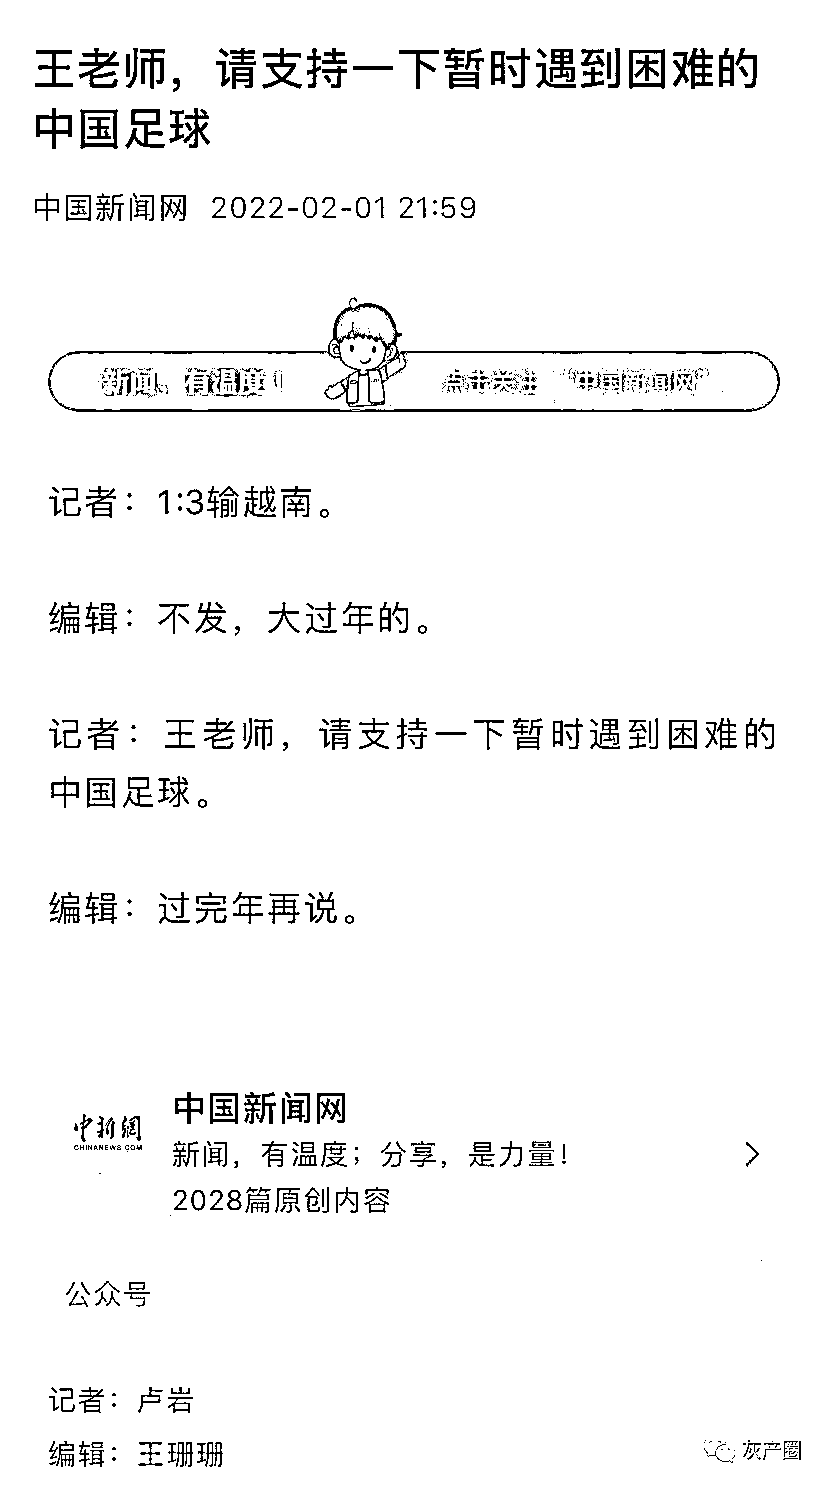 王老师，请支持一下暂时遇到困难的
中国足球
中国新闻网 2022-02-01 21:59
新闻、有温度！ 点击关注 “中国新闻网”
记者：1:3输越南。
编辑：不发，大过年的。
记者：王老师，请支持一下暂时遇到困难的
中国足球。
编辑：过完年再说。
中新網
CHINANEWS.COM
中国新闻网
新闻，有温度；分享，是力量！
2028篇原创内容
公众号
记者：卢岩
编辑：王珊珊
灰产圈